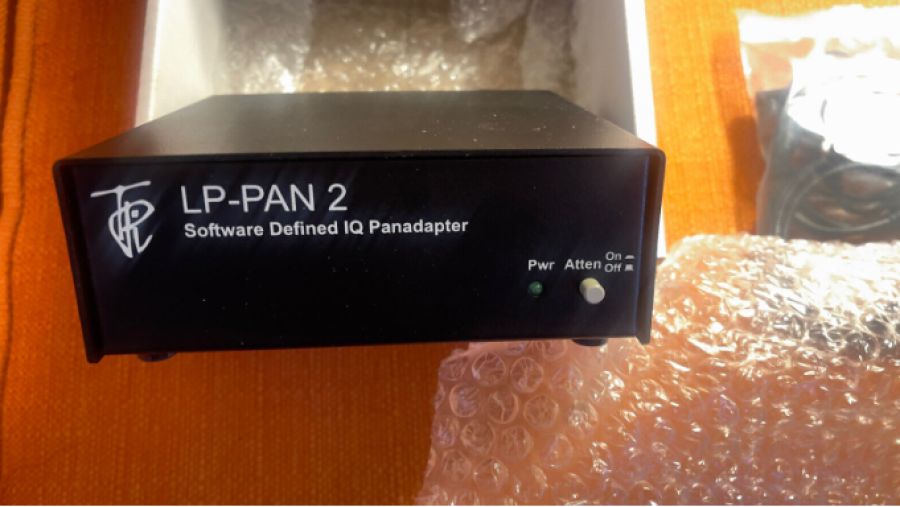 LP-PAN 2
Software Defined IQ Panadapter
Pwr Atten On
Off